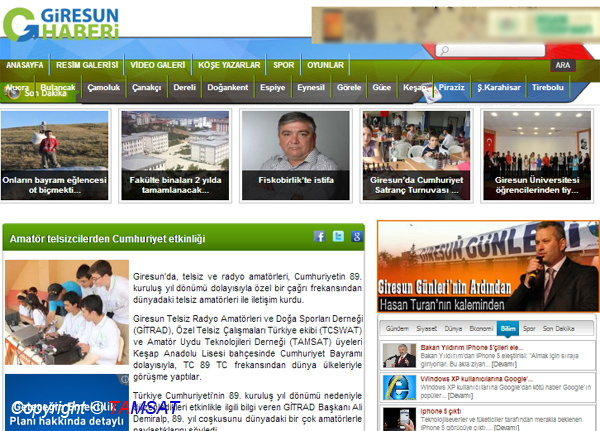 GİRESUN
HABERİ
ANASAYFA RESİM GALERİSİ VİDEO GALERİ KÖŞE YAZARLAR SPOR OYUNLAR ARA
Alucra Bulancak Çamoluk Çanakçı Dereli Doğankent Espiye Eynesil Görele Güce Keşap Piraziz Ş.Karahisar Tirebolu
Son Dakika
Onların bayram eğlencesi
ot biçmekti...
Fakülte binaları 2 yılda
tamamlanacak...
Fiskobirlik'te istifa
Giresun'da Cumhuriyet
Satranç Turnuvası ...
Giresun Üniversitesi
öğrencilerinden tiy...
Amatör telsizcilerden Cumhuriyet etkinliği
Giresun'da, telsiz ve radyo amatörleri, Cumhuriyetin 89.
kuruluş yıl dönümü dolayısıyla özel bir çağrı frekansından
dünyadaki telsiz amatörleri ile iletişim kurdu.
Giresun Telsiz Radyo Amatörleri ve Doğa Sporları Derneği
(GİTRAD), Özel Telsiz Çalışmaları Türkiye ekibi (TCSWAT)
ve Amatör Uydu Teknolojileri Derneği (TAMSAT) üyeleri
Keşap Anadolu Lisesi bahçesinde Cumhuriyet Bayramı
dolayısıyla, TC 89 TC frekansından dünya ülkeleriyle
görüşme yaptılar.
Türkiye Cumhuriyeti'nin 89. kuruluş yıl dönümü nedeniyle
etkinlikle ilgili bilgi veren GİTRAD Başkanı Ali
Demiralp, 89. yıl coşkusunu dünyadaki bir çok amatörlerle
paylaştıklarını söyledi.
Copyright © TAMSAT
Planı hakkında detaylı
GİRESUN GÜNLERİ
Giresun Günleri'nin Ardından
Hasan Turan'ın kaleminden
Gündem Siyaset Dünya Ekonomi Bilim Spor Son Dakika
Bakan Yıldırım İPhone 5'çileri ele...
Bakan Yıldırım'dan İPhone 5 eleştirisi: "Almak için sıraya
giriyorlar. Bu akla ziyan... [Devamı]
Windows XP kullanıcılarına Google'...
Windows XP kullanıcılarına Google'dan kötü haber Google'ın
popüler... [Devamı]
Iphone 5 çıktı
Teknolojiseverler ve tüketiciler tarafından merakla beklenen
iPhone 5 ... [Devamı]